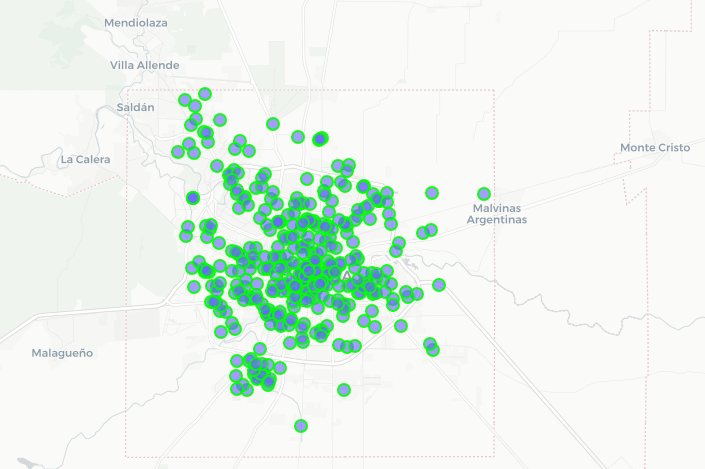 Mendiolaza
Villa Allende
Saldán
La Calera
Monte Cristo
Malvinas
Argentinas
Malagueño